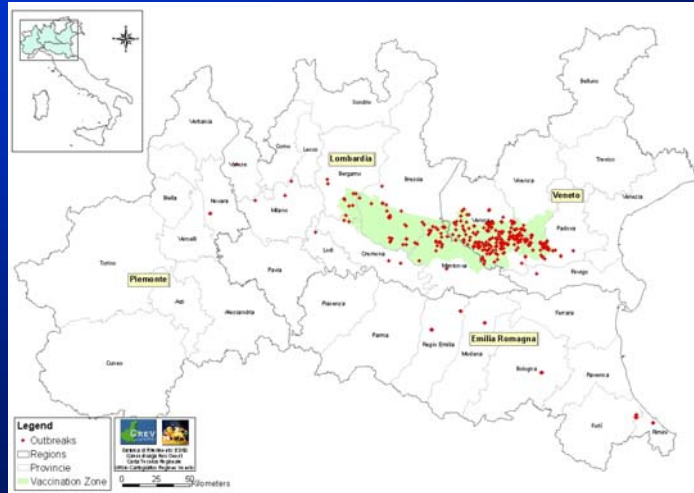 Belluno
Sondrio
Verbania
Treviso
Como
Lecco
Lombardia
Varese
Bergamo
Vicenza
Veneto
Biella
Brescia
Venezia
Novara
Milano
Verona
Padova
Vercelli
Lodi
Cremona
Mantova
Rovigo
Torino
Pavia
Piemonte
Asti
Piacenza
Ferrara
Alessandria
Parma
Emilia Romagna
Reggio Emilia
Modena
Bologna
Ravenna
Cuneo
Forlì
Rimini
Legend
Outbreaks
Regions
Provincie
Vaccination Zone
CREV
0 25 50
Kilometers